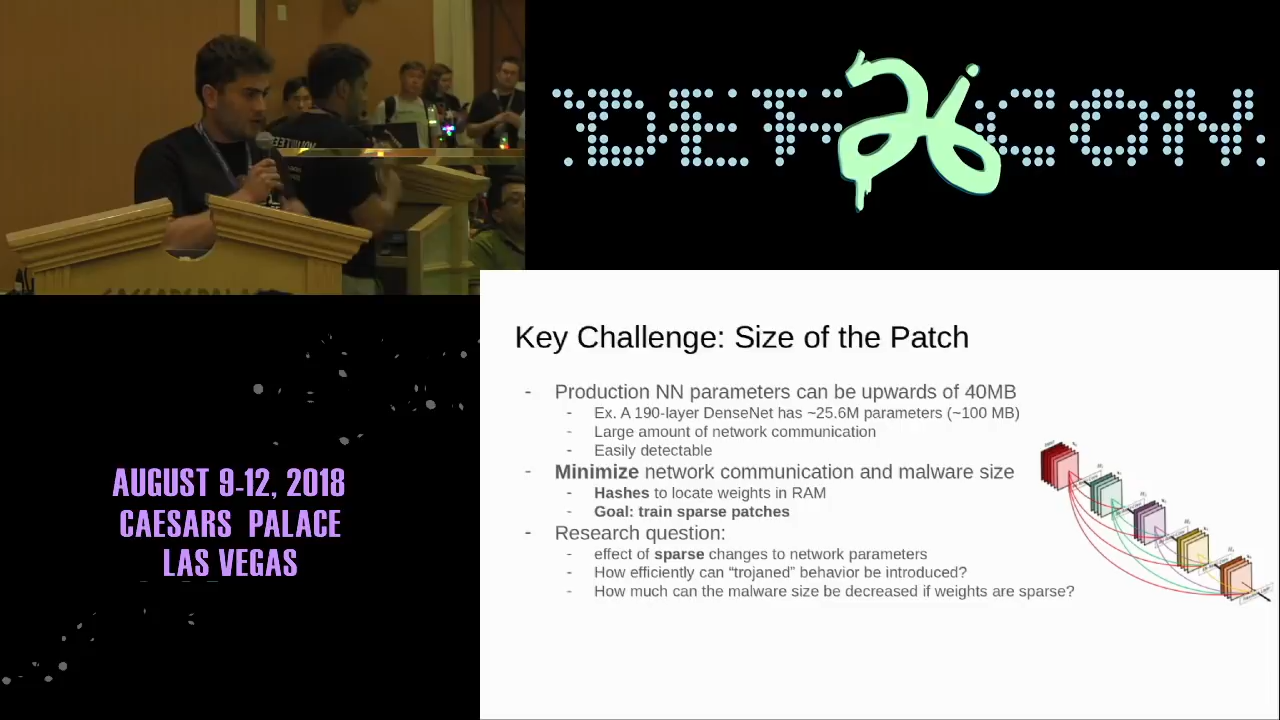 DEF CON
26
Key Challenge: Size of the Patch
- Production NN parameters can be upwards of 40MB
- Ex. A 190-layer DenseNet has ~25.6M parameters (~100 MB)
- Large amount of network communication
- Easily detectable
- Minimize network communication and malware size
- Hashes to locate weights in RAM
- Goal: train sparse patches
- Research question:
- effect of sparse changes to network parameters
- How efficiently can “trojaned” behavior be introduced?
- How much can the malware size be decreased if weights are sparse?
AUGUST 9-12, 2018
CAESARS PALACE
LAS VEGAS